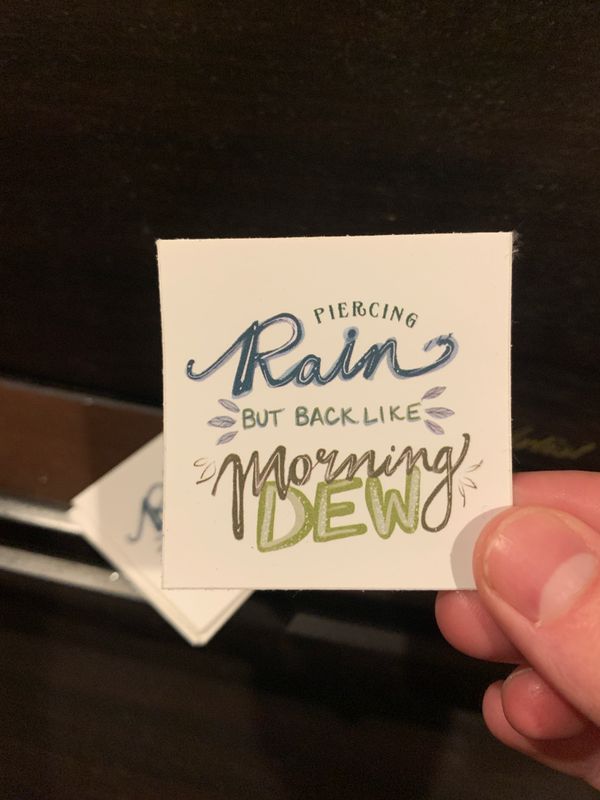 PIERCING
Rain
BUT BACK LIKE
Morning
DEW